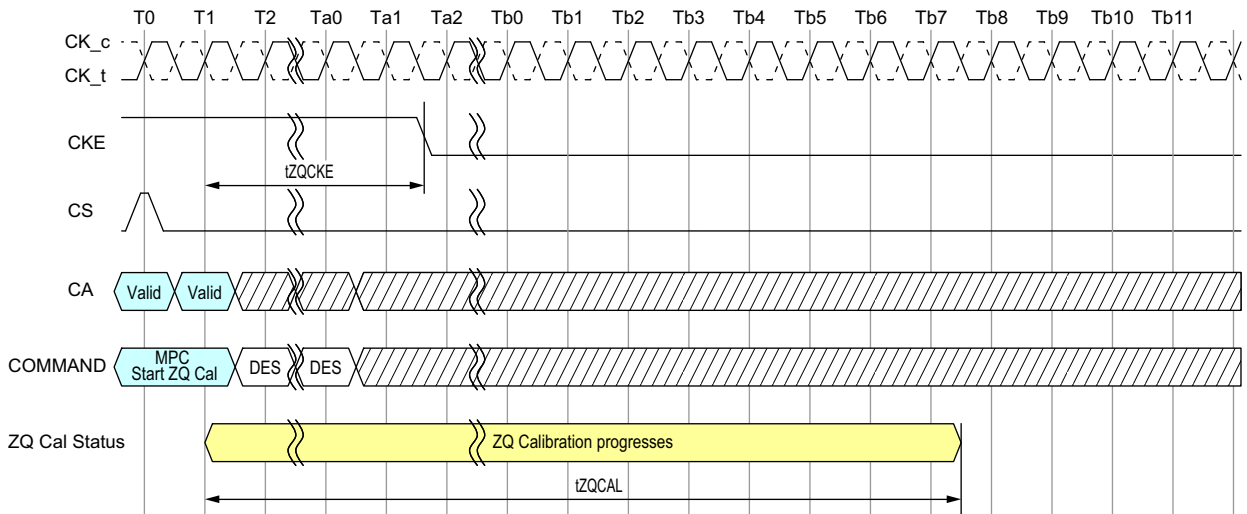 T0 T1 T2 Ta0 Ta1 Ta2 Tb0 Tb1 Tb2 Tb3 Tb4 Tb5 Tb6 Tb7 Tb8 Tb9 Tb10 Tb11
CK_c
CK_t
CKE
tZQCKE
CS
CA Valid Valid
COMMAND MPC Start ZQ Cal DES DES
ZQ Cal Status ZQ Calibration progresses
tZQCAL